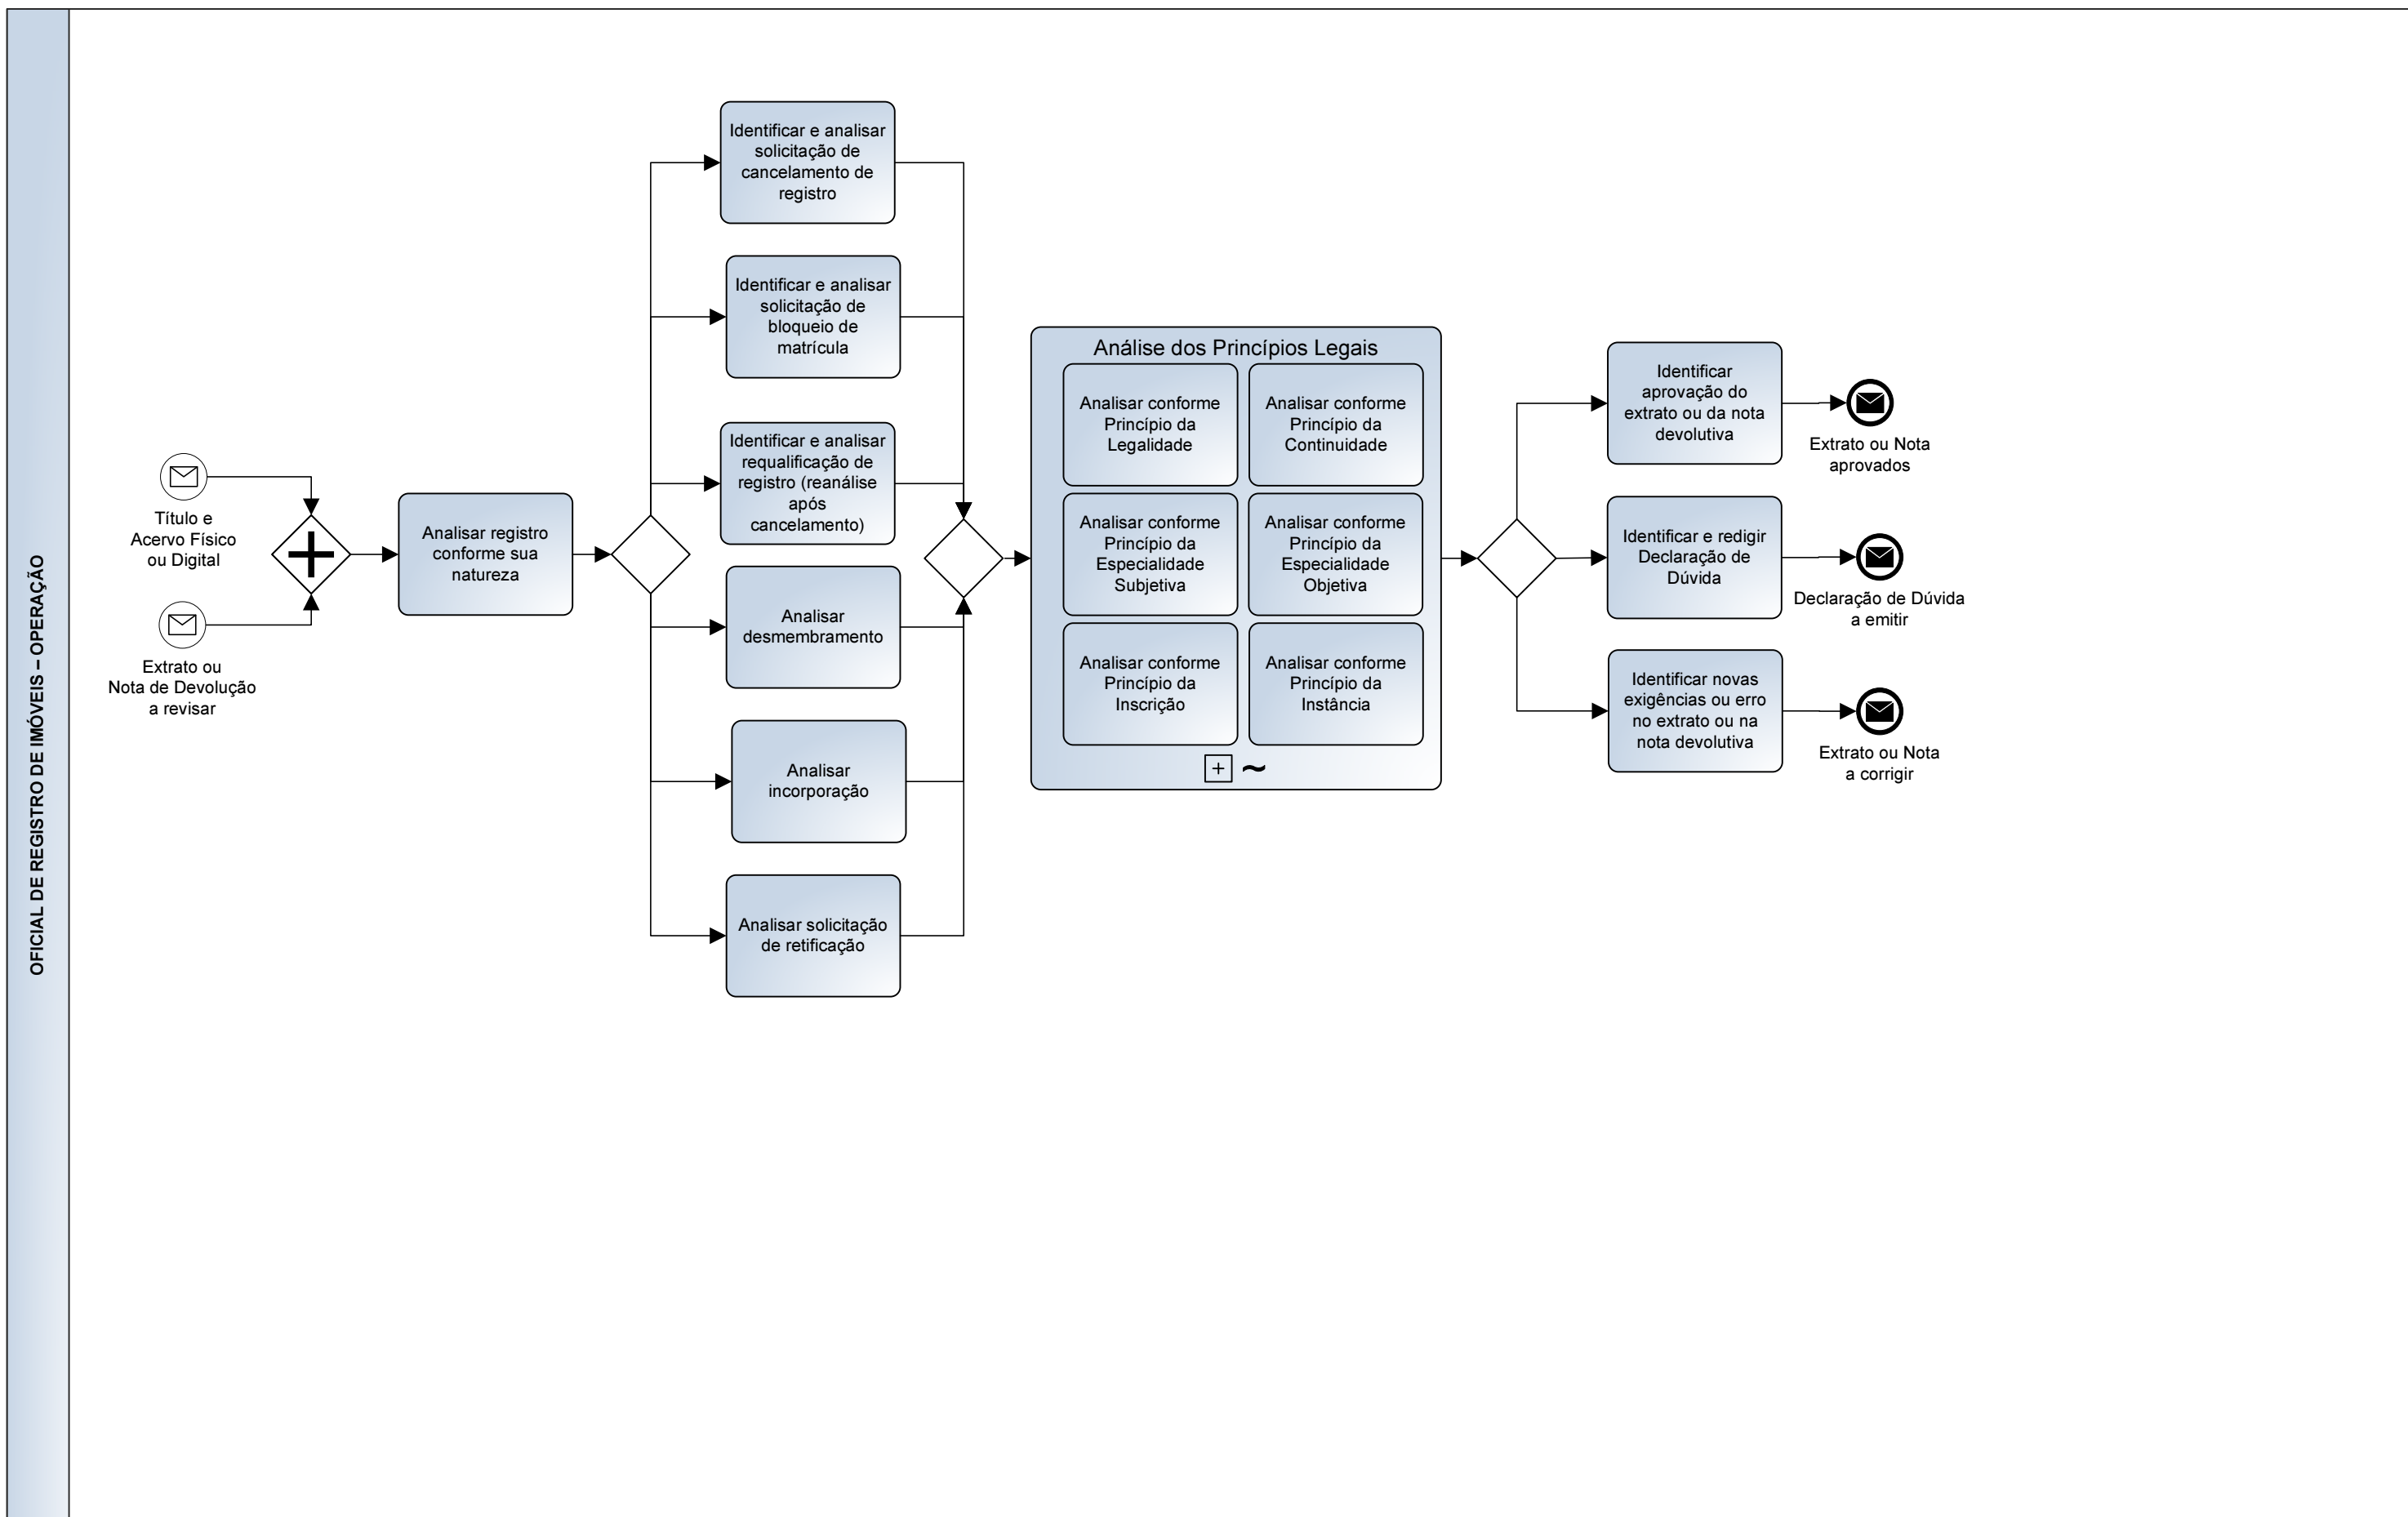 OFICIAL DE REGISTRO DE IMÓVEIS – OPERAÇÃO
Título e
Acervo Físico
ou Digital
Extrato ou
Nota de Devolução
a revisar
Analisar registro
conforme sua
natureza
Identificar e analisar
solicitação de
cancelamento de
registro
Identificar e analisar
solicitação de
bloqueio de
matrícula
Identificar e analisar
requalificação de
registro (reanálise
após
cancelamento)
Analisar
desmembramento
Analisar
incorporação
Analisar solicitação
de retificação
Análise dos Princípios Legais
Analisar conforme
Princípio da
Legalidade
Analisar conforme
Princípio da
Continuidade
Analisar conforme
Princípio da
Especialidade
Subjetiva
Analisar conforme
Princípio da
Especialidade
Objetiva
Analisar conforme
Princípio da
Inscrição
Analisar conforme
Princípio da
Instância
Identificar
aprovação do
extrato ou da nota
devolutiva
Extrato ou Nota
aprovados
Identificar e redigir
Declaração de
Dúvida
Declaração de Dúvida
a emitir
Identificar novas
exigências ou erro
no extrato ou na
nota devolutiva
Extrato ou Nota
a corrigir